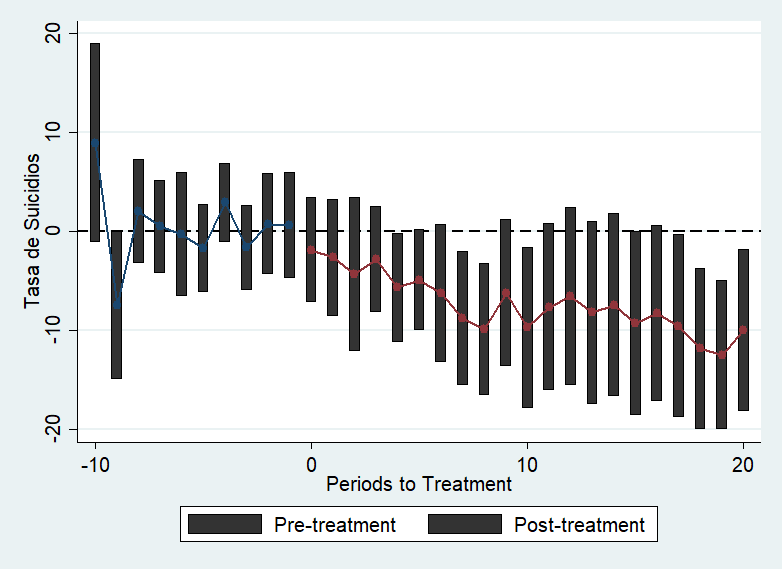 Tasa de Suicidios
20
10
0
-10
-20
-10 0 10 20
Periods to Treatment
Pre-treatment Post-treatment